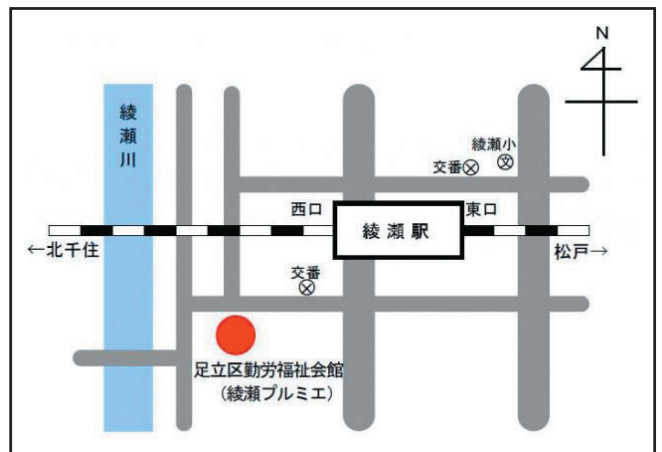 N
綾瀬川
綾瀬小
交番
文
西口
東口
綾瀬駅
←北千住
松戸→
交番
足立区勤労福祉会館
（綾瀬プルミエ）